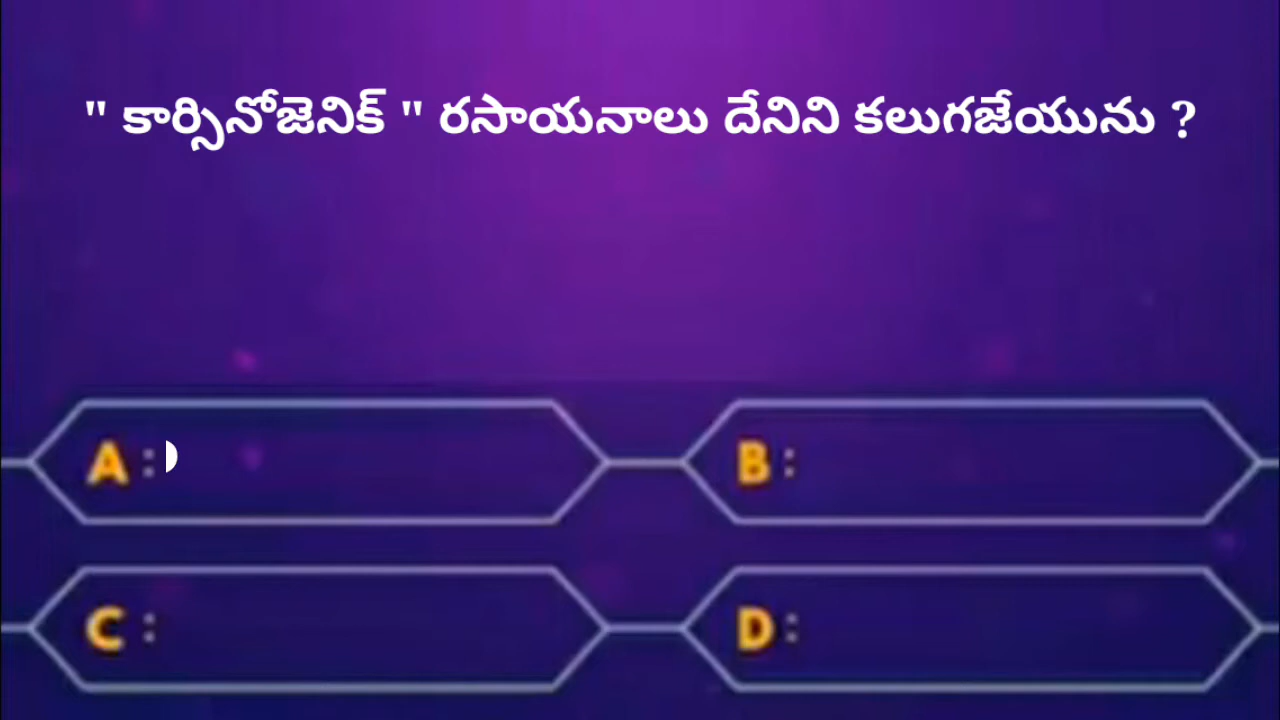 " కార్సినోజెనిక్ " రసాయనాలు దేనిని కలుగజేయును ?
A :
B :
C :
D :